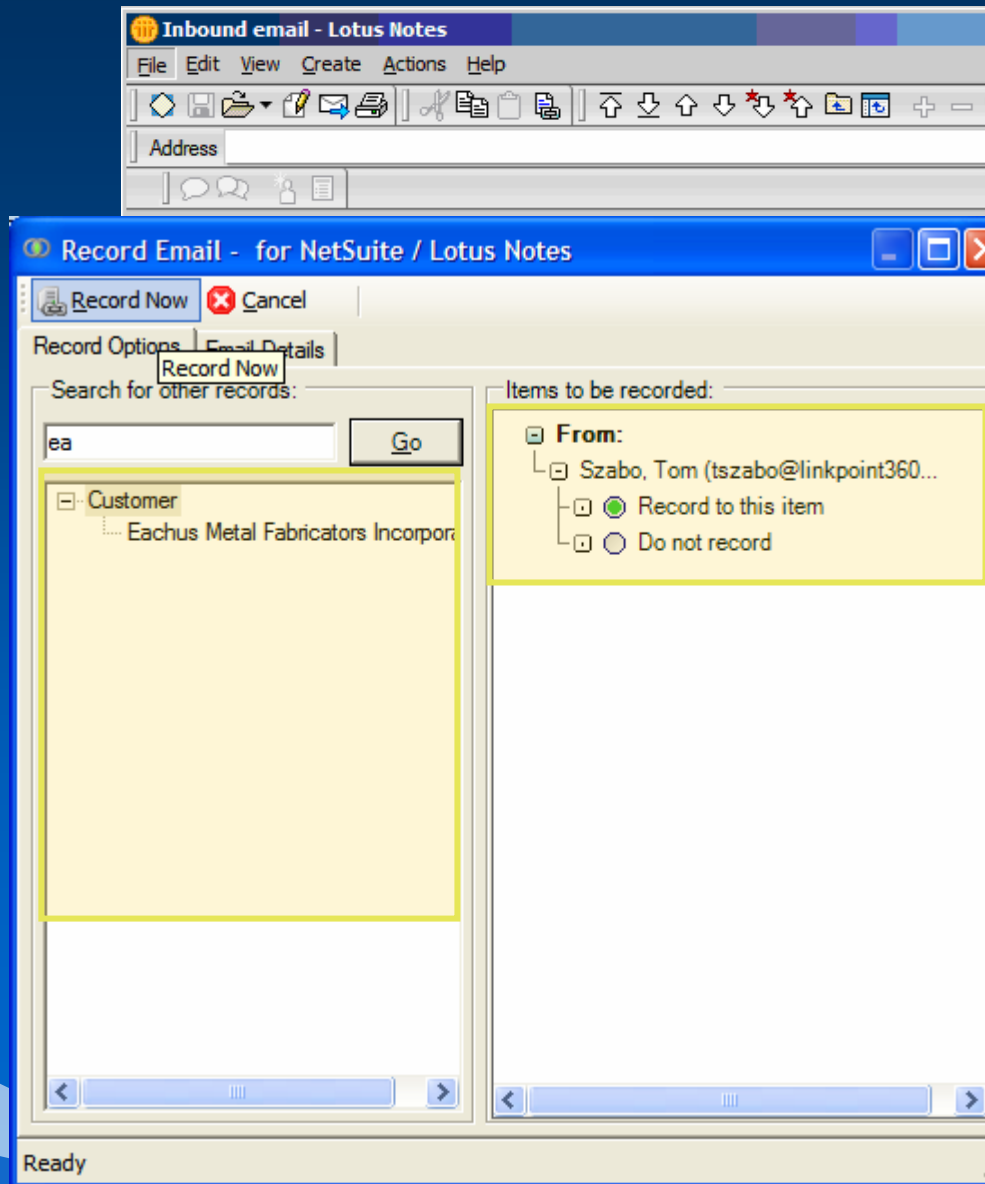 Inbound email - Lotus Notes
File Edit View Create Actions Help
Address
Record Email - for NetSuite / Lotus Notes
Record Now Cancel
Record Options Email Details
Record Now
Search for other records:
ea Go
Customer
Eachus Metal Fabricators Incorpora
Items to be recorded:
From:
Szabo, Tom (tszabo@linkpoint360...
Record to this item
Do not record
Ready